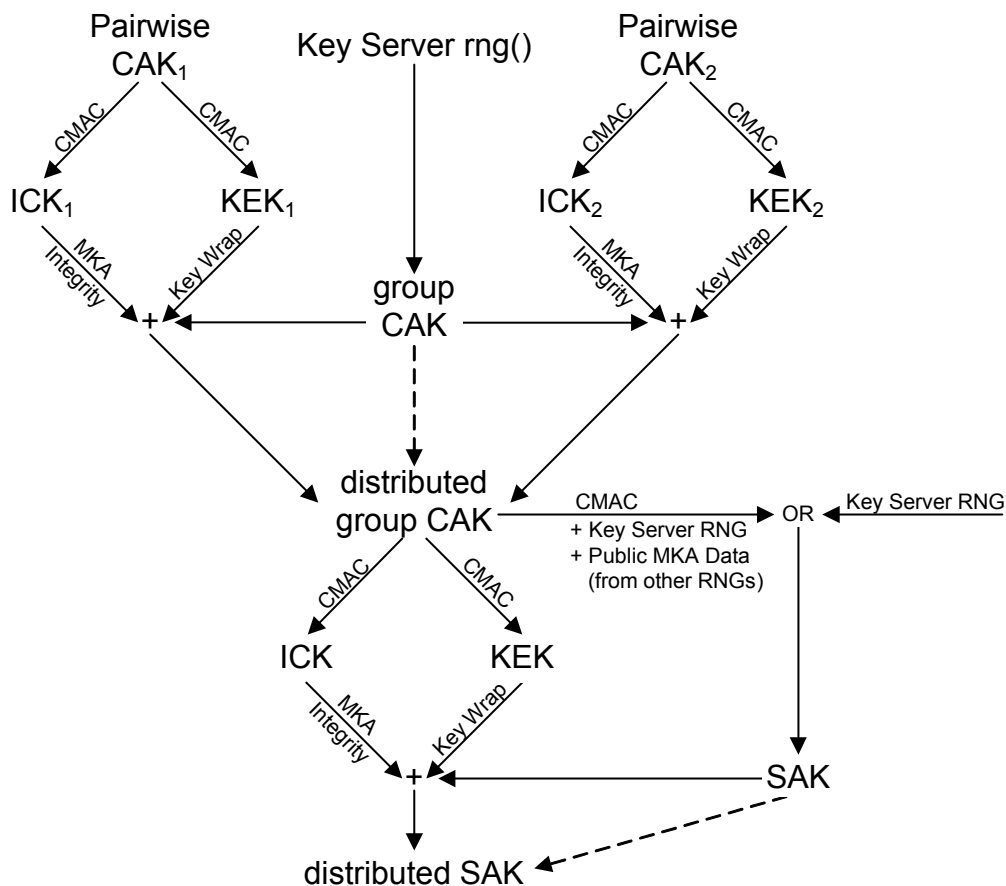 Pairwise
CAK1
Key Server rng()
Pairwise
CAK2
CMAC
CMAC
CMAC
CMAC
ICK1
KEK1
ICK2
KEK2
MKA
Integrity
Key Wrap
MKA
Integrity
Key Wrap
group
CAK
+
+
distributed
group CAK
CMAC
+ Key Server RNG
+ Public MKA Data
(from other RNGs)
OR
Key Server RNG
CMAC
CMAC
ICK
KEK
MKA
Integrity
Key Wrap
+
SAK
distributed SAK